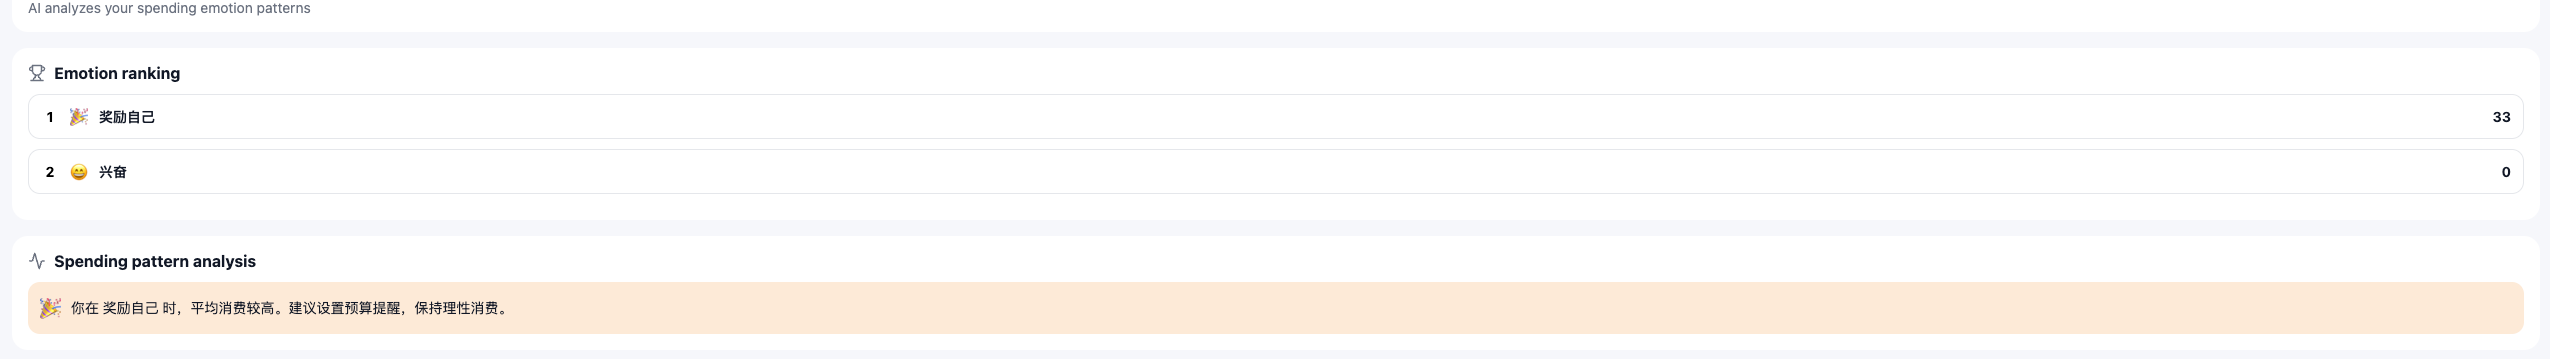 AI analyzes your spending emotion patterns
Emotion ranking
1 🎉 奖励自己 33
2 😄 兴奋 0
Spending pattern analysis
🎉 你在 奖励自己 时，平均消费较高。建议设置预算提醒，保持理性消费。